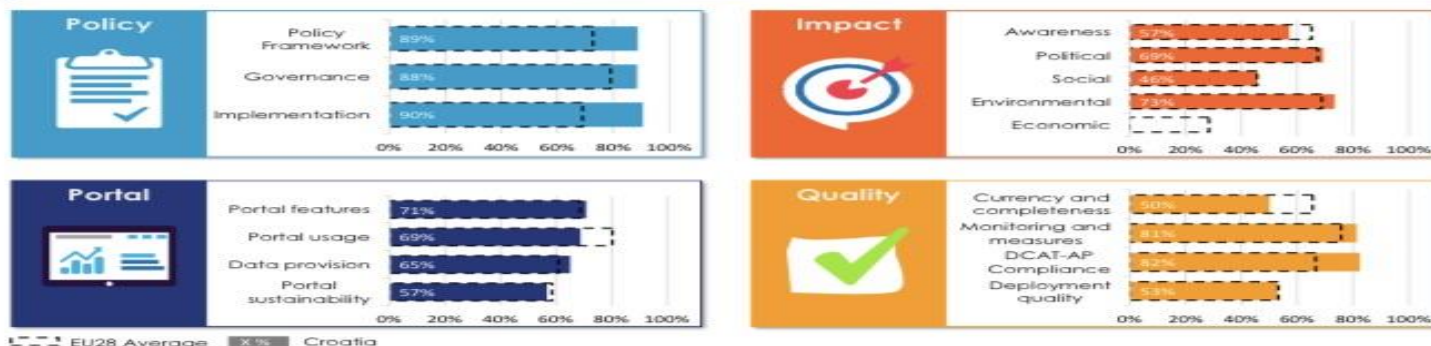 Policy
Policy
Framework
89%
Governance
88%
Implementation
90%
0% 20% 40% 60% 80% 100%
Impact
Awareness
57%
Political
69%
Social
46%
Environmental
73%
Economic
0% 20% 40% 60% 80% 100%
Portal
Portal features
71%
Portal usage
69%
Data provision
65%
Portal
sustainability
57%
0% 20% 40% 60% 80% 100%
Quality
Currency and
completeness
50%
Monitoring and
measures
81%
DCAT-AP
Compliance
82%
Deployment
quality
53%
0% 20% 40% 60% 80% 100%
EU28 Average X % Croatia